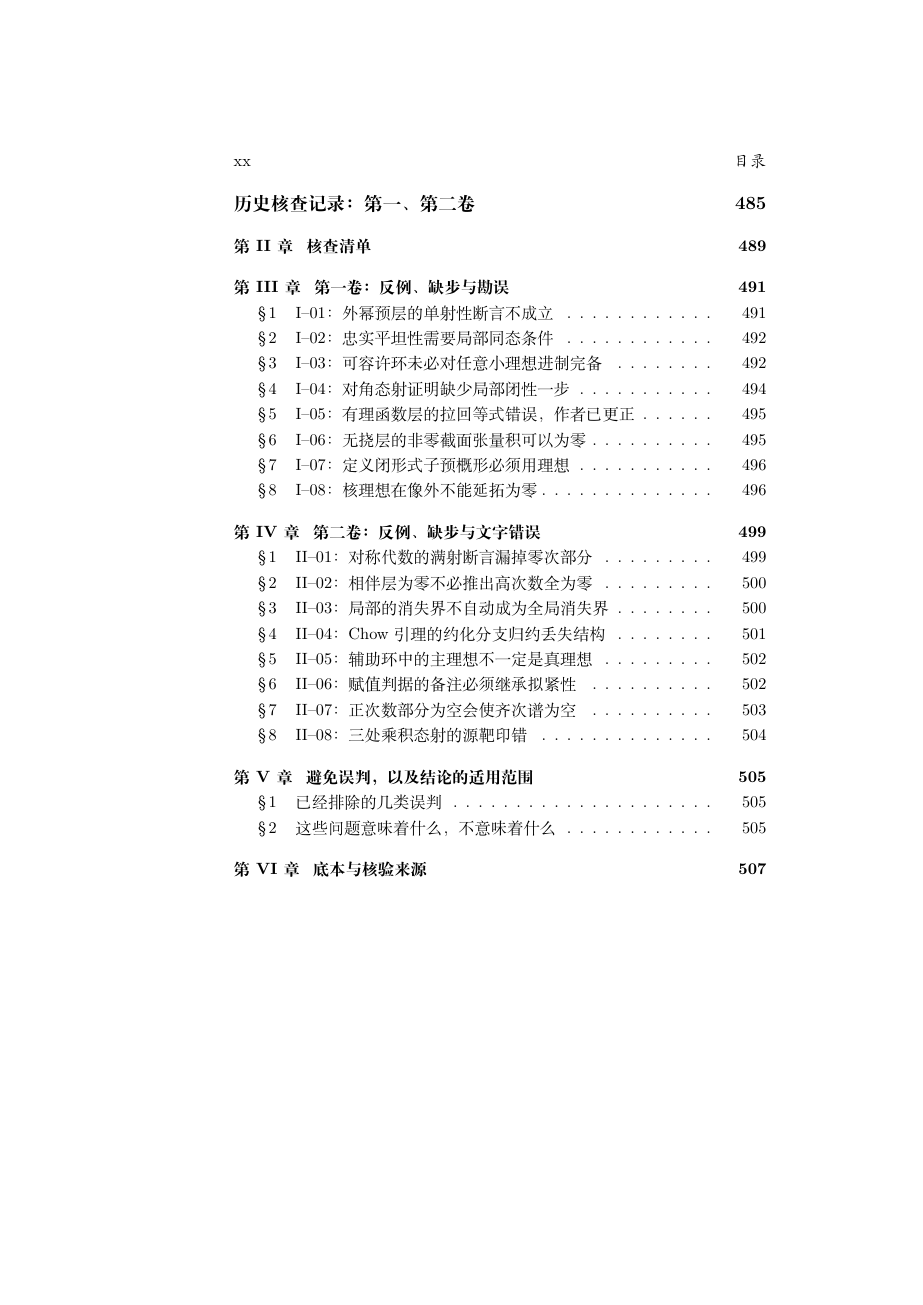 xx 目录
历史核查记录：第一、第二卷 485
第 II 章 核查清单 489
第 III 章 第一卷：反例、缺步与勘误 491
§1 I–01：外幂预层的单射性断言不成立 . . . . . . . . . . . . 491
§2 I–02：忠实平坦性需要局部同态条件 . . . . . . . . . . . . 492
§3 I–03：可容许环未必对任意小理想进制完备 . . . . . . . . 492
§4 I–04：对角态射证明缺少局部闭性一步 . . . . . . . . . . . 494
§5 I–05：有理函数层的拉回等式错误，作者已更正 . . . . . . 495
§6 I–06：无挠层的非零截面张量积可以为零 . . . . . . . . . . 495
§7 I–07：定义闭形式子预概形必须用理想 . . . . . . . . . . . 496
§8 I–08：核理想在像外不能延拓为零 . . . . . . . . . . . . . . 496
第 IV 章 第二卷：反例、缺步与文字错误 499
§1 II–01：对称代数的满射断言漏掉零次部分 . . . . . . . . . 499
§2 II–02：相伴层为零不必推出高次数全为零 . . . . . . . . . 500
§3 II–03：局部的消失界不自动成为全局消失界 . . . . . . . . 500
§4 II–04：Chow 引理的约化分支归约丢失结构 . . . . . . . . 501
§5 II–05：辅助环中的主理想不一定是真理想 . . . . . . . . . 502
§6 II–06：赋值判据的备注必须继承拟紧性 . . . . . . . . . . 502
§7 II–07：正次数部分为空会使齐次谱为空 . . . . . . . . . . 503
§8 II–08：三处乘积态射的源靶印错 . . . . . . . . . . . . . . 504
第 V 章 避免误判，以及结论的适用范围 505
§1 已经排除的几类误判 . . . . . . . . . . . . . . . . . . . . . 505
§2 这些问题意味着什么，不意味着什么 . . . . . . . . . . . . 505
第 VI 章 底本与核验来源 507